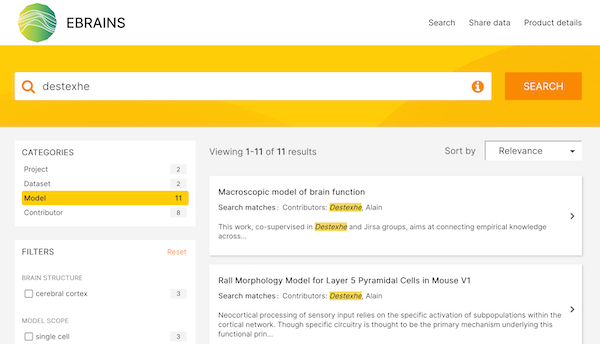 EBRAINS
Search Share data Product details
destexhe
SEARCH
CATEGORIES
Project 2
Dataset 2
Model 11
Contributor 8
FILTERS Reset
BRAIN STRUCTURE
cerebral cortex 3
MODEL SCOPE
single cell 3
Viewing 1-11 of 11 results
Sort by Relevance
Macroscopic model of brain function
Search matches: Contributors: Destexhe, Alain
This work, co-supervised in Destexhe and Jirsa groups, aims at connecting empirical knowledge
across...
Rall Morphology Model for Layer 5 Pyramidal Cells in Mouse V1
Search matches: Contributors: Destexhe, Alain
Neocortical processing of sensory input relies on the specific activation of subpopulations within the
cortical network. Though specific circuitry is thought to be the primary mechanism underlying this
functional prin...